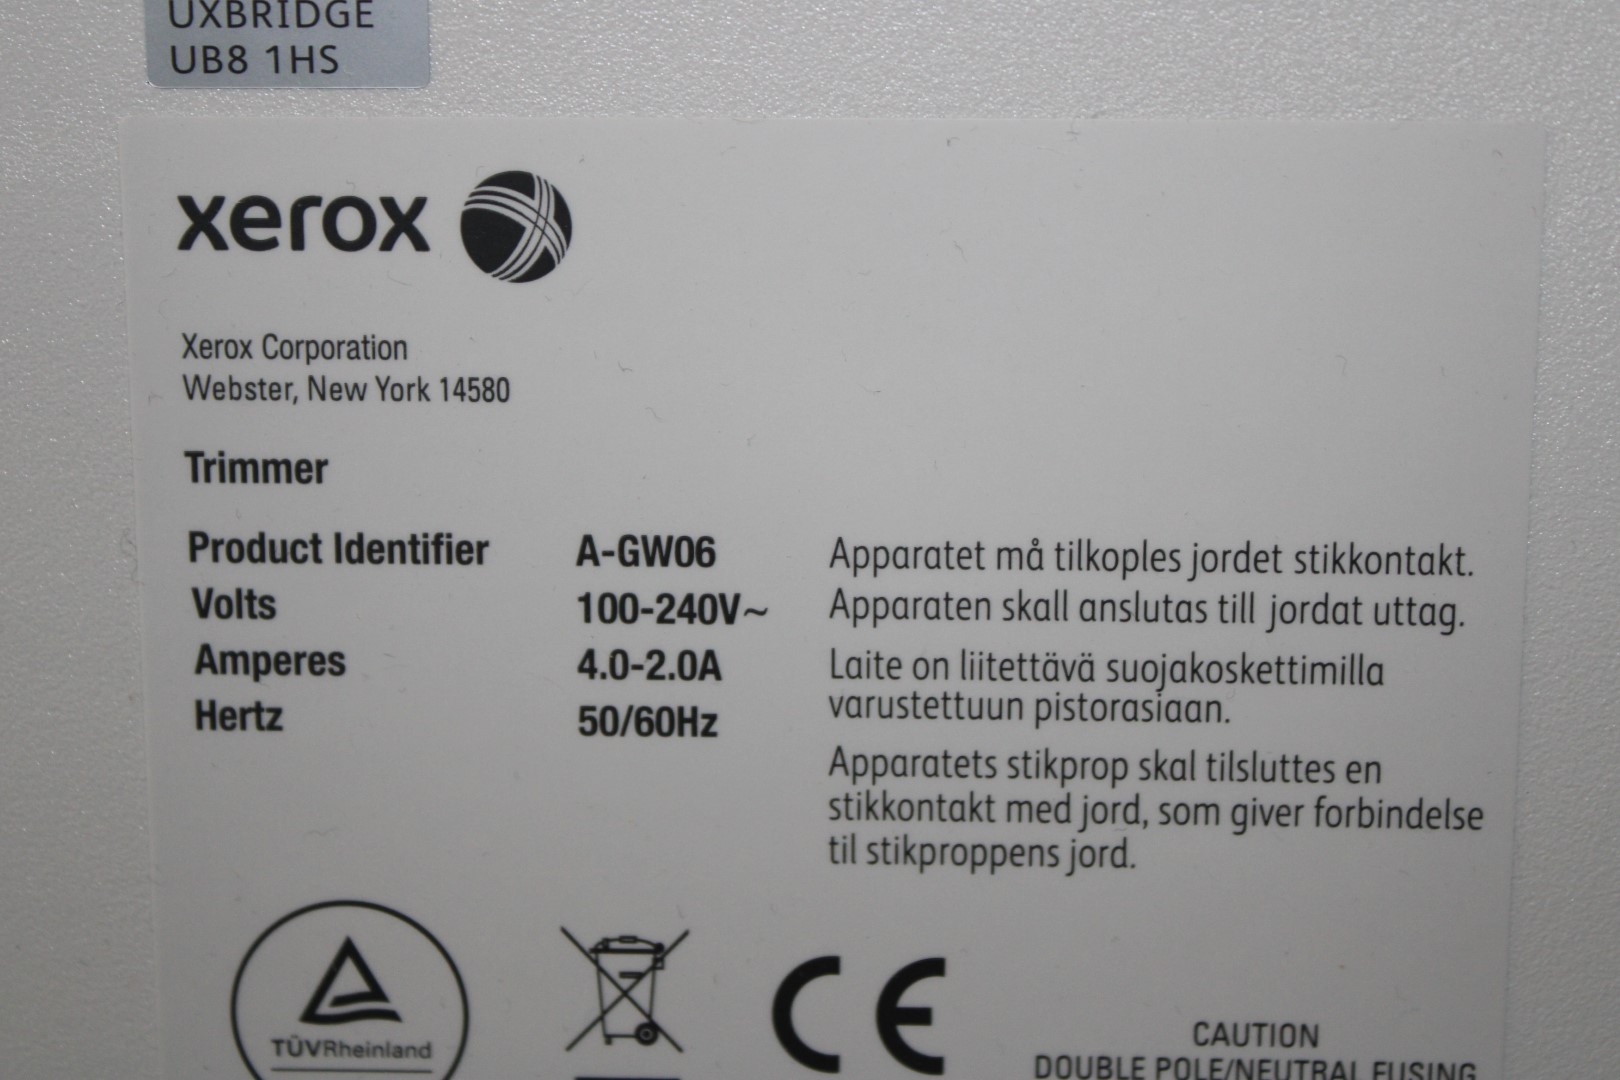 UXBRIDGE
UB8 1HS
xerox
Xerox Corporation
Webster, New York 14580
Trimmer
Product Identifier A-GW06
Volts 100-240V~
Amperes 4.0-2.0A
Hertz 50/60Hz
Apparatet må tilkoples jordet stikkontakt.
Apparaten skall anslutas till jordat uttag.
Laite on liitettävä suojakoskettimilla
varustettuun pistorasiaan.
Apparatets stikprop skal tilsluttes en
stikkontakt med jord, som giver forbindelse
til stikproppens jord.
TÜVRheinland
CE
CAUTION
DOUBLE POLE/NEUTRAL FUSING